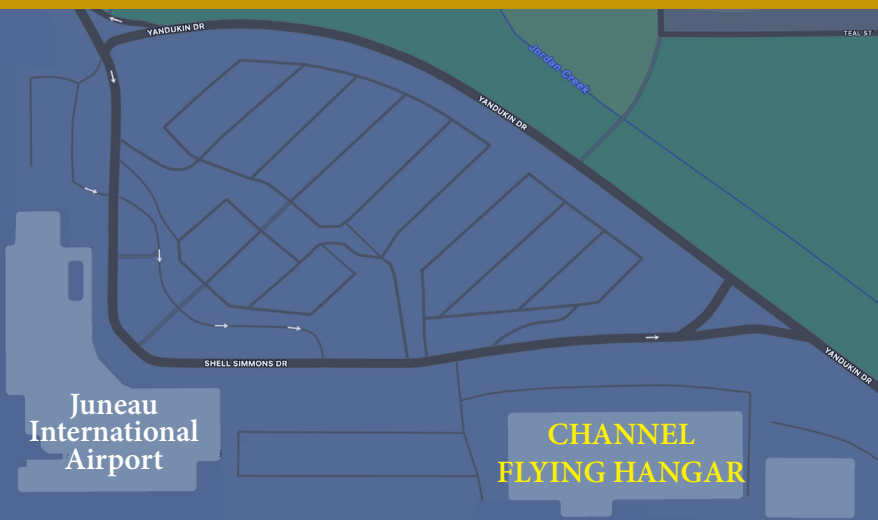 YANDUKIN DR
TEAL ST
Jordan Creek
YANDUKIN DR
SHELL SIMMONS DR
YANDUKIN DR
Juneau
International
Airport
CHANNEL
FLYING HANGAR